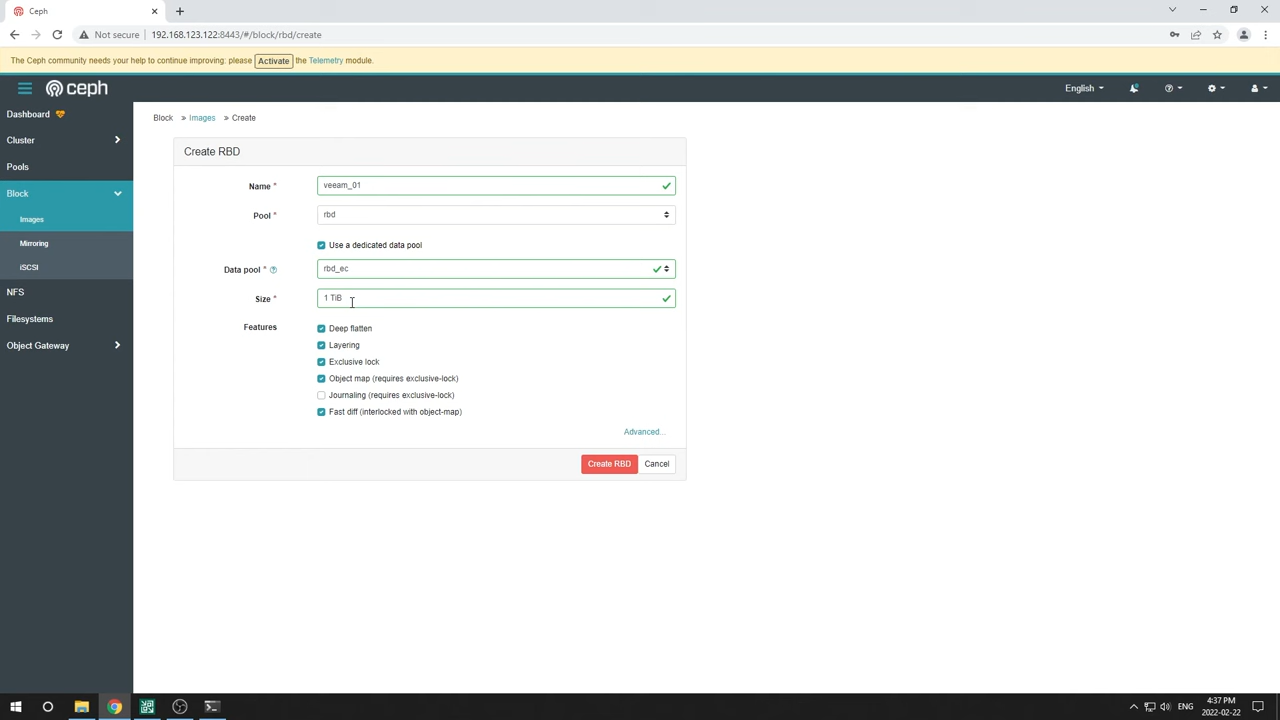 Ceph
Not secure
192.168.123.122:8443/#/block/rbd/create
The Ceph community needs your help to continue improving: please Activate the Telemetry module.
ceph
English
Dashboard
Cluster
Pools
Block
Images
Mirroring
iSCSI
NFS
Filesystems
Object Gateway
Block » Images » Create
Create RBD
Name * veeam_01
Pool * rbd
Use a dedicated data pool
Data pool * rbd_ec
Size * 1 TiB
Features
Deep flatten
Layering
Exclusive lock
Object map (requires exclusive-lock)
Journaling (requires exclusive-lock)
Fast diff (interlocked with object-map)
Advanced...
Create RBD Cancel
ENG
4:37 PM
2022-02-22